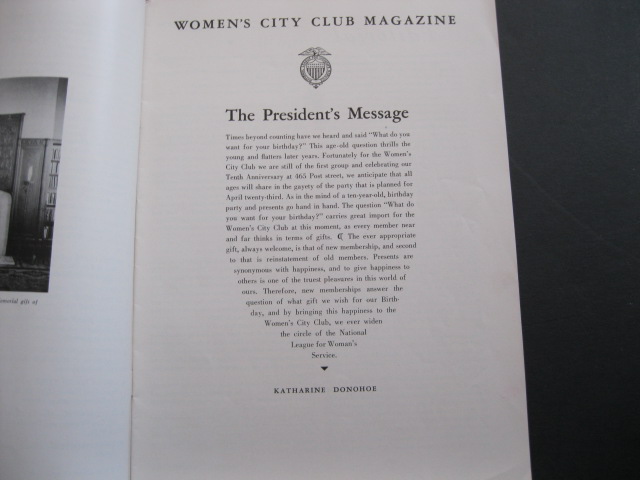 WOMEN'S CITY CLUB MAGAZINE
The President's Message
Times beyond counting have we heard and said "What do you
want for your birthday?" This age-old question thrills the
young and flatters later years. Fortunately for the Women's
City Club we are still of the first group and celebrating our
Tenth Anniversary at 465 Post street, we anticipate that all
ages will share in the gayety of the party that is planned for
April twenty-third. As in the mind of a ten-year-old, birthday
party and presents go hand in hand. The question "What do
you want for your birthday?" carries great import for the
Women's City Club at this moment, as every member near
and far thinks in terms of gifts. ℂ The ever appropriate
gift, always welcome, is that of new membership, and second
to that is reinstatement of old members. Presents are
synonymous with happiness, and to give happiness to
others is one of the truest pleasures in this world of
ours. Therefore, new memberships answer the
question of what gift we wish for our Birth-
day, and by bringing this happiness to the
Women's City Club, we ever widen
the circle of the National
League for Woman's
Service.
KATHARINE DONOHOE
gift of